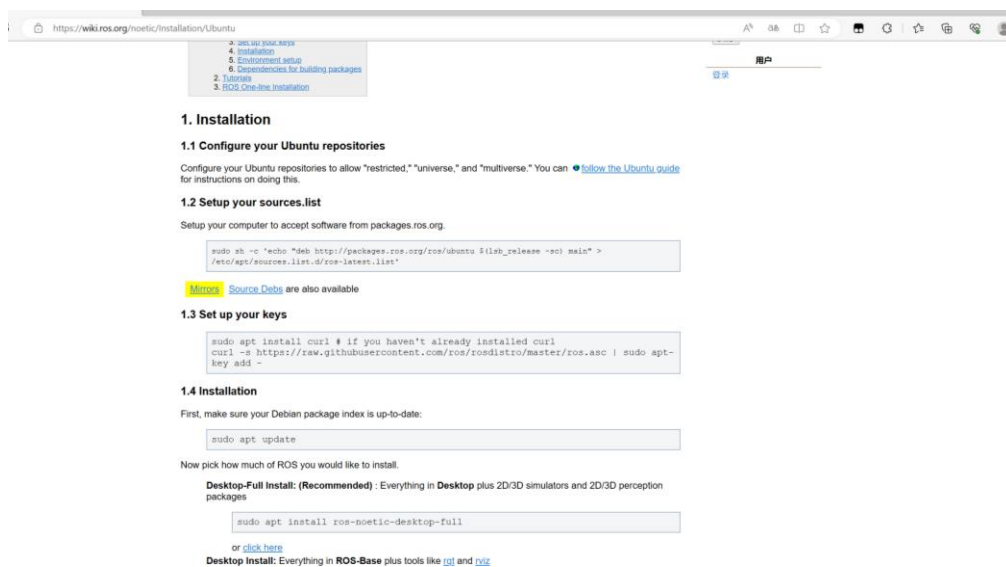 https://wiki.ros.org/noetic/Installation/Ubuntu
3. Set up your keys
4. Installation
5. Environment setup
6. Dependencies for building packages
2. Tutorials
3. ROS One-line Installation
用户
登录
1. Installation
1.1 Configure your Ubuntu repositories
Configure your Ubuntu repositories to allow "restricted," "universe," and "multiverse." You can follow the Ubuntu guide
for instructions on doing this.
1.2 Setup your sources.list
Setup your computer to accept software from packages.ros.org.
sudo sh -c 'echo "deb http://packages.ros.org/ros/ubuntu $(lsb_release -sc) main" >
/etc/apt/sources.list.d/ros-latest.list'
Mirrors Source Debs are also available
1.3 Set up your keys
sudo apt install curl # if you haven't already installed curl
curl -s https://raw.githubusercontent.com/ros/rosdistro/master/ros.asc | sudo apt-
key add -
1.4 Installation
First, make sure your Debian package index is up-to-date:
sudo apt update
Now pick how much of ROS you would like to install.
Desktop-Full Install: (Recommended) : Everything in Desktop plus 2D/3D simulators and 2D/3D perception
packages
sudo apt install ros-noetic-desktop-full
or click here
Desktop Install: Everything in ROS-Base plus tools like rqt and rviz